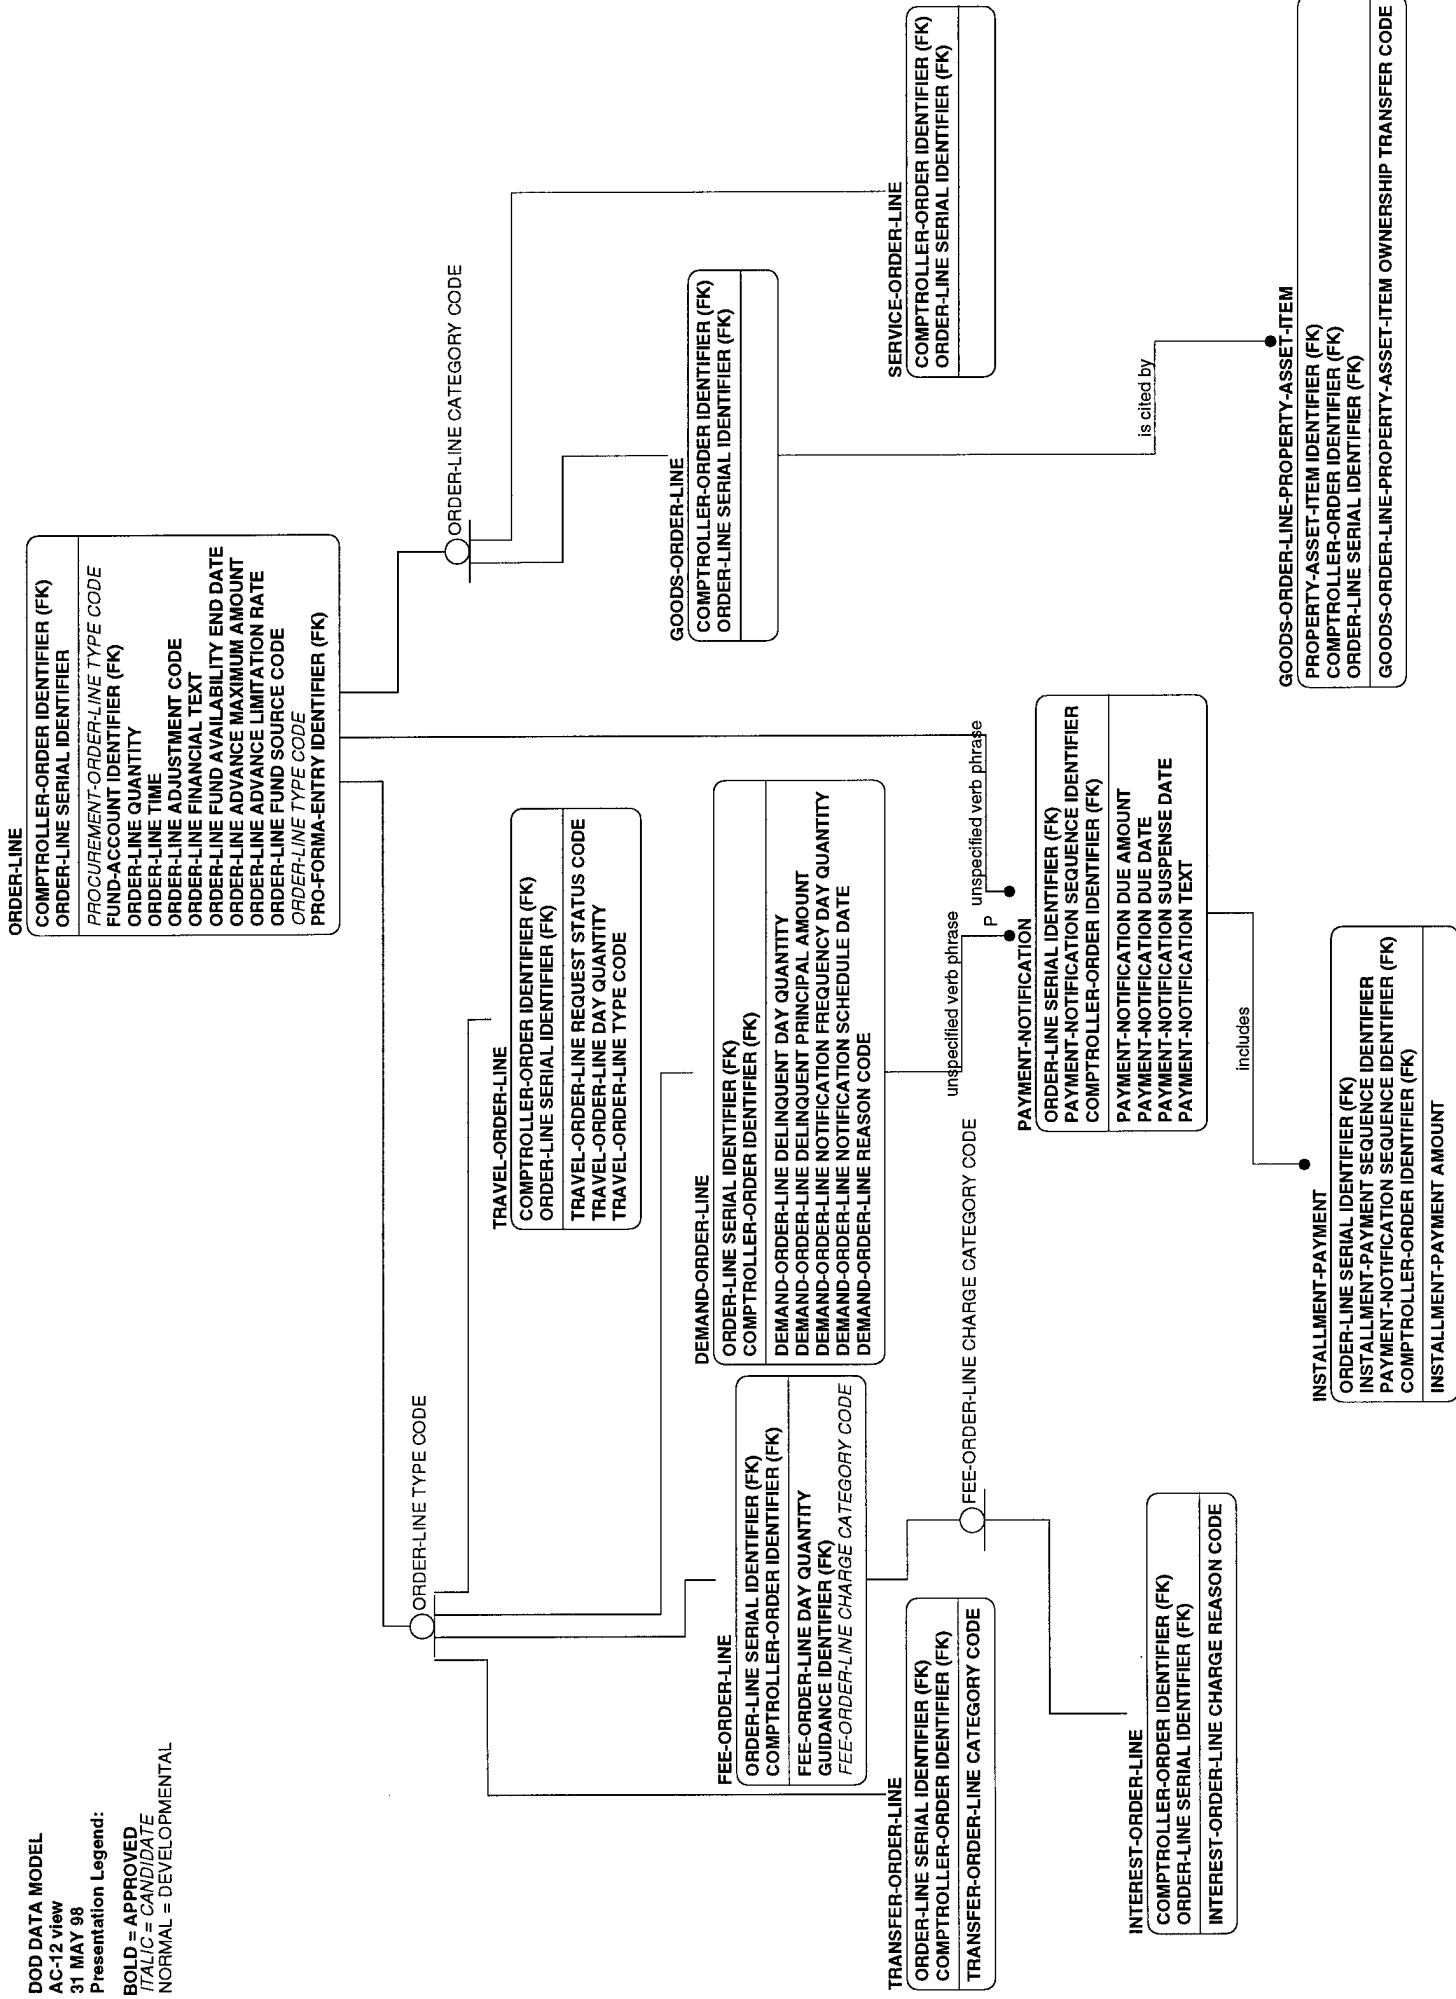 DOD DATA MODEL
AC-12 view
31 MAY 98
Presentation Legend:
BOLD = APPROVED
ITALIC = CANDIDATE
NORMAL = DEVELOPMENTAL
ORDER-LINE
COMPTROLLER-ORDER IDENTIFIER (FK)
ORDER-LINE SERIAL IDENTIFIER
PROCUREMENT-ORDER-LINE TYPE CODE
FUND-ACCOUNT IDENTIFIER (FK)
ORDER-LINE QUANTITY
ORDER-LINE TIME
ORDER-LINE ADJUSTMENT CODE
ORDER-LINE FINANCIAL TEXT
ORDER-LINE FUND AVAILABILITY END DATE
ORDER-LINE ADVANCE MAXIMUM AMOUNT
ORDER-LINE ADVANCE LIMITATION RATE
ORDER-LINE FUND SOURCE CODE
ORDER-LINE TYPE CODE
PRO-FORMA-ENTRY IDENTIFIER (FK)
ORDER-LINE TYPE CODE
ORDER-LINE CATEGORY CODE
TRAVEL-ORDER-LINE
COMPTROLLER-ORDER IDENTIFIER (FK)
ORDER-LINE SERIAL IDENTIFIER (FK)
TRAVEL-ORDER-LINE REQUEST STATUS CODE
TRAVEL-ORDER-LINE DAY QUANTITY
TRAVEL-ORDER-LINE TYPE CODE
GOODS-ORDER-LINE
COMPTROLLER-ORDER IDENTIFIER (FK)
ORDER-LINE SERIAL IDENTIFIER (FK)
DEMAND-ORDER-LINE
ORDER-LINE SERIAL IDENTIFIER (FK)
COMPTROLLER-ORDER IDENTIFIER (FK)
DEMAND-ORDER-LINE DELINQUENT DAY QUANTITY
DEMAND-ORDER-LINE DELINQUENT PRINCIPAL AMOUNT
DEMAND-ORDER-LINE NOTIFICATION FREQUENCY DAY QUANTITY
DEMAND-ORDER-LINE NOTIFICATION SCHEDULE DATE
DEMAND-ORDER-LINE REASON CODE
FEE-ORDER-LINE
ORDER-LINE SERIAL IDENTIFIER (FK)
COMPTROLLER-ORDER IDENTIFIER (FK)
FEE-ORDER-LINE DAY QUANTITY
GUIDANCE IDENTIFIER (FK)
FEE-ORDER-LINE CHARGE CATEGORY CODE
TRANSFER-ORDER-LINE
ORDER-LINE SERIAL IDENTIFIER (FK)
COMPTROLLER-ORDER IDENTIFIER (FK)
TRANSFER-ORDER-LINE CATEGORY CODE
SERVICE-ORDER-LINE
COMPTROLLER-ORDER IDENTIFIER (FK)
ORDER-LINE SERIAL IDENTIFIER (FK)
FEE-ORDER-LINE CHARGE CATEGORY CODE
unspecified verb phrase
P
unspecified verb phrase
PAYMENT-NOTIFICATION
ORDER-LINE SERIAL IDENTIFIER (FK)
PAYMENT-NOTIFICATION SEQUENCE IDENTIFIER
COMPTROLLER-ORDER IDENTIFIER (FK)
PAYMENT-NOTIFICATION DUE AMOUNT
PAYMENT-NOTIFICATION DUE DATE
PAYMENT-NOTIFICATION SUSPENSE DATE
PAYMENT-NOTIFICATION TEXT
is cited by
INTEREST-ORDER-LINE
COMPTROLLER-ORDER IDENTIFIER (FK)
ORDER-LINE SERIAL IDENTIFIER (FK)
INTEREST-ORDER-LINE CHARGE REASON CODE
includes
GOODS-ORDER-LINE-PROPERTY-ASSET-ITEM
PROPERTY-ASSET-ITEM IDENTIFIER (FK)
COMPTROLLER-ORDER IDENTIFIER (FK)
ORDER-LINE SERIAL IDENTIFIER (FK)
GOODS-ORDER-LINE-PROPERTY-ASSET-ITEM OWNERSHIP TRANSFER CODE
INSTALLMENT-PAYMENT
ORDER-LINE SERIAL IDENTIFIER (FK)
INSTALLMENT-PAYMENT SEQUENCE IDENTIFIER
PAYMENT-NOTIFICATION SEQUENCE IDENTIFIER (FK)
COMPTROLLER-ORDER IDENTIFIER (FK)
INSTALLMENT-PAYMENT AMOUNT